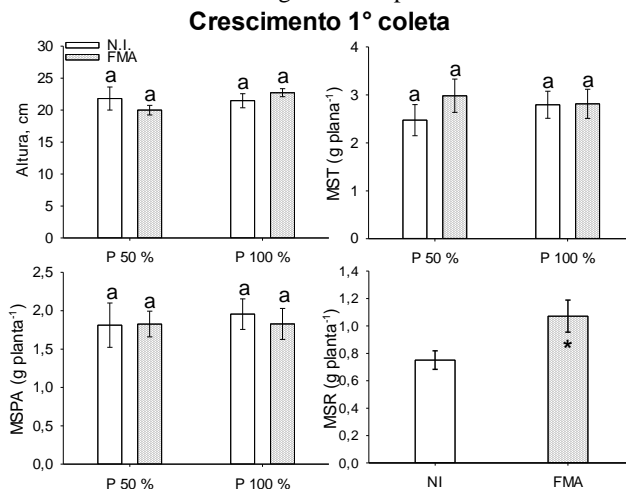 Crescimento 1° coleta
N.I.
FMA
Altura, cm
30
25
20
15
10
5
0
a a a a
P 50 % P 100 %
MST (g plana-1)
4
3
2
1
0
a a a a
P 50 % P 100 %
MSPA (g planta-1)
2,0
1,5
1,0
0,5
0,0
a a a a
P 50 % P 100 %
MSR (g planta-1)
1,4
1,2
1,0
0,8
0,6
0,4
0,2
0,0
*
NI FMA